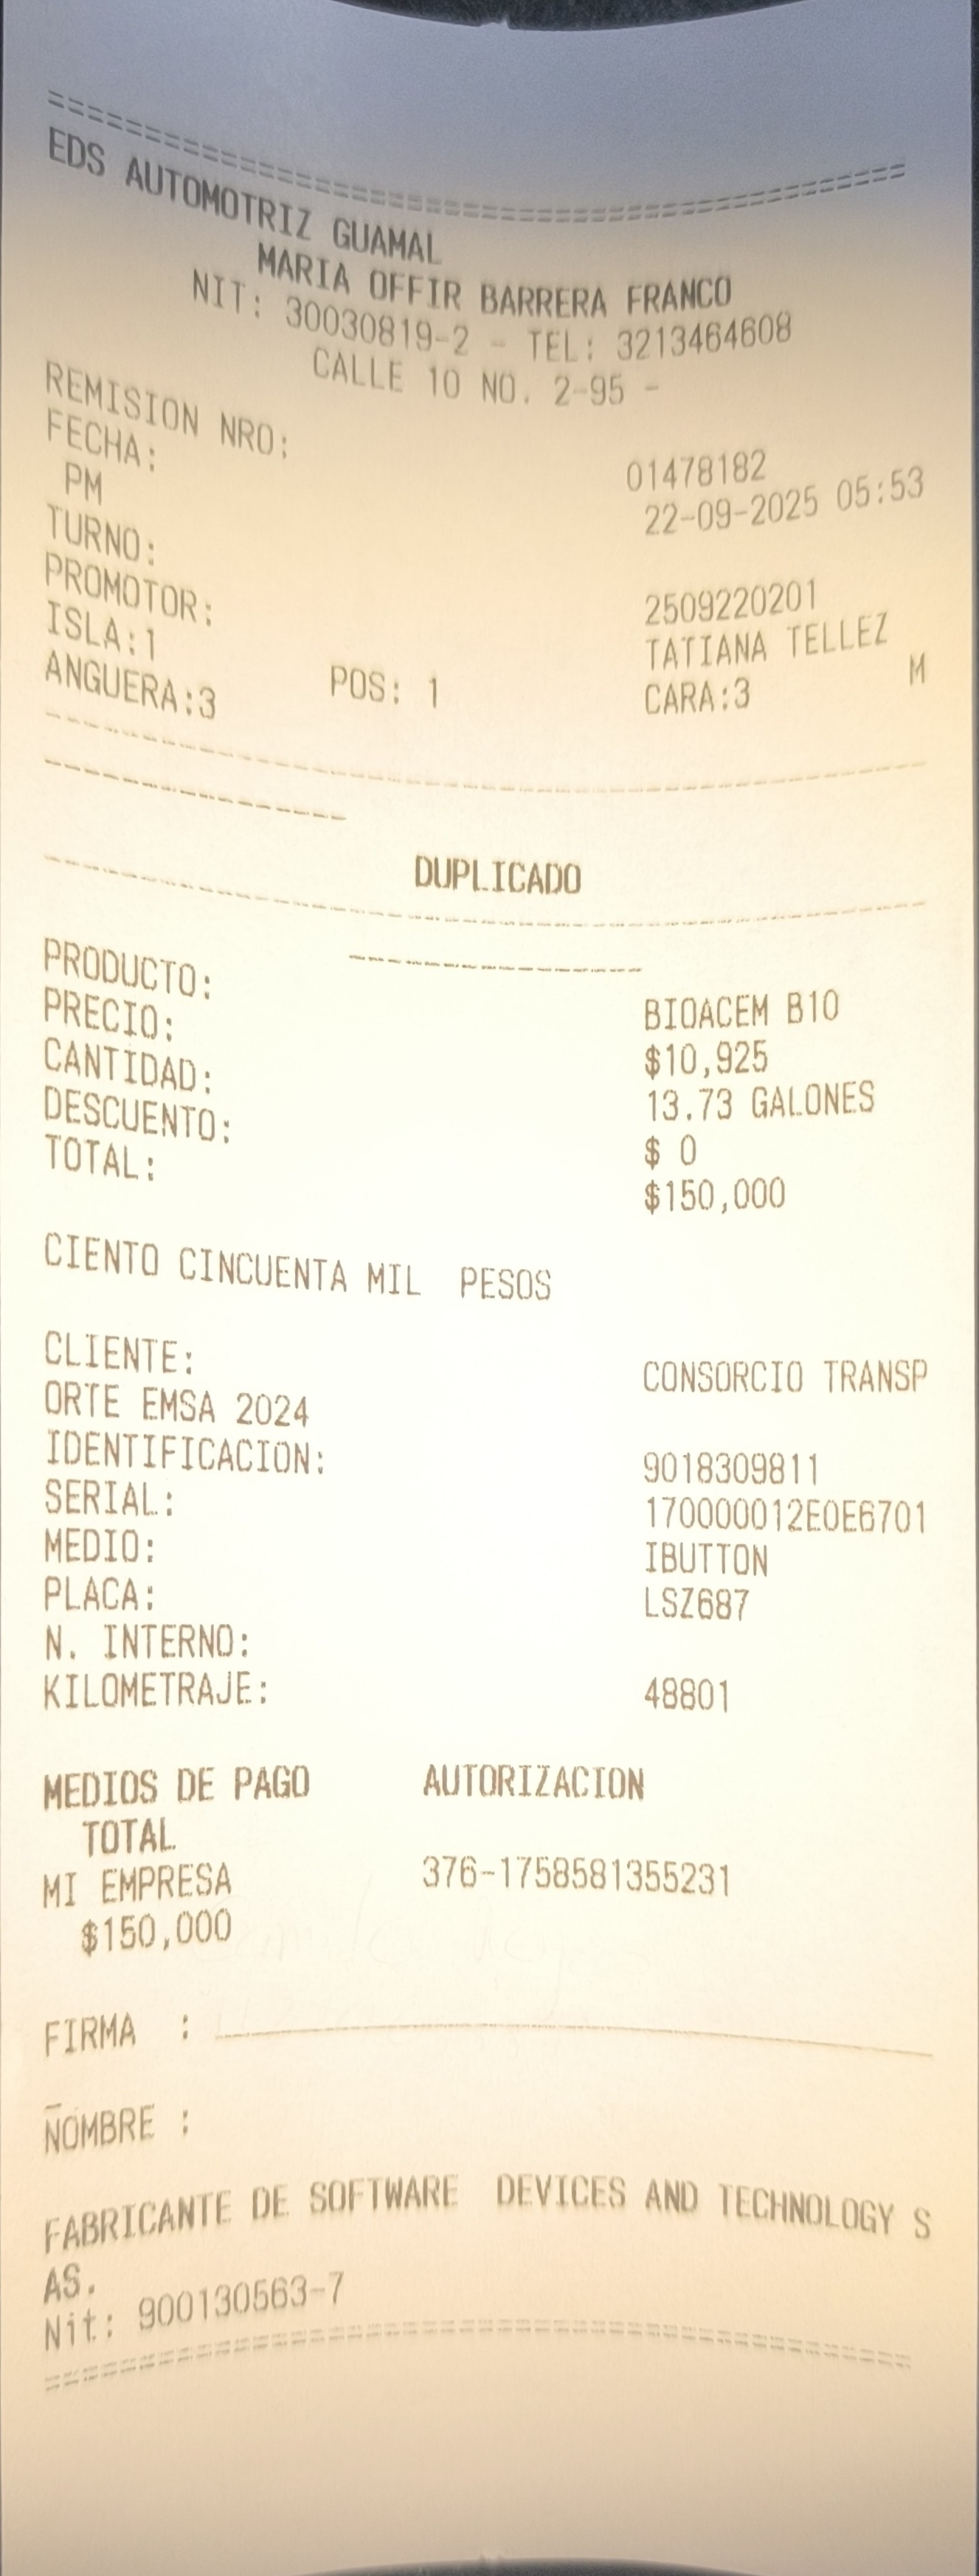 ==================================================
EDS AUTOMOTRIZ GUAMAL
MARIA OFFIR BARRERA FRANCO
NIT: 30030819-2 - TEL: 3213464608
CALLE 10 NO. 2-95 -
REMISION NRO: 01478182
FECHA: 22-09-2025 05:53
PM
TURNO: 2509220201
PROMOTOR: TATIANA TELLEZ
ISLA:1 POS: 1 CARA:3 M
ANGUERA:3
DUPLICADO
PRODUCTO: BIOACEM B10
PRECIO: $10,925
CANTIDAD: 13.73 GALONES
DESCUENTO: $ 0
TOTAL: $150,000
CIENTO CINCUENTA MIL PESOS
CLIENTE: CONSORCIO TRANSP
ORTE EMSA 2024
IDENTIFICACION: 9018309811
SERIAL: 170000012E0E6701
MEDIO: IBUTTON
PLACA: LSZ687
N. INTERNO:
KILOMETRAJE: 48801
MEDIOS DE PAGO AUTORIZACION
TOTAL
MI EMPRESA 376-1758581355231
$150,000
FIRMA : ______________________
_
NOMBRE :
FABRICANTE DE SOFTWARE DEVICES AND TECHNOLOGY S
AS.
Nit: 900130563-7
==================================================